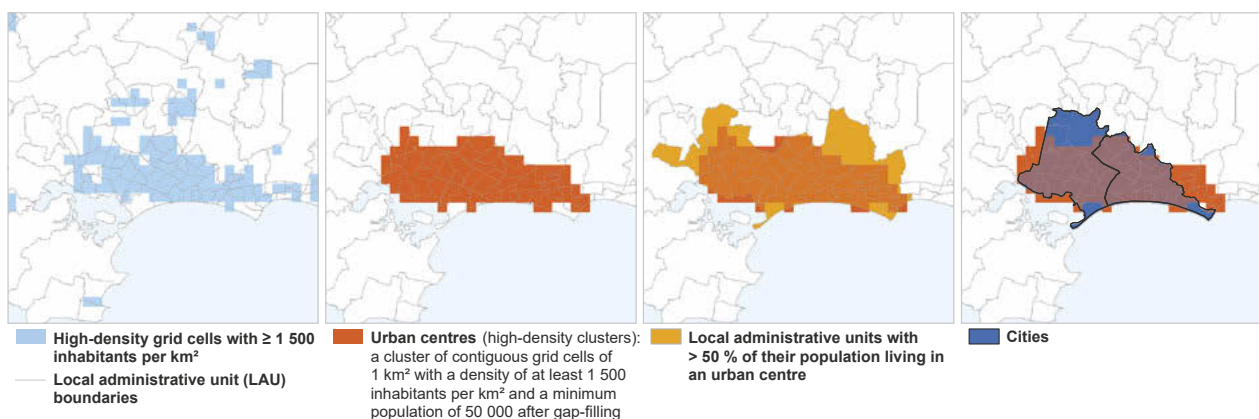 High-density grid cells with ≥ 1 500
inhabitants per km²
Local administrative unit (LAU)
boundaries
Urban centres (high-density clusters):
a cluster of contiguous grid cells of
1 km² with a density of at least 1 500
inhabitants per km² and a minimum
population of 50 000 after gap-filling
Local administrative units with
> 50 % of their population living in
an urban centre
Cities